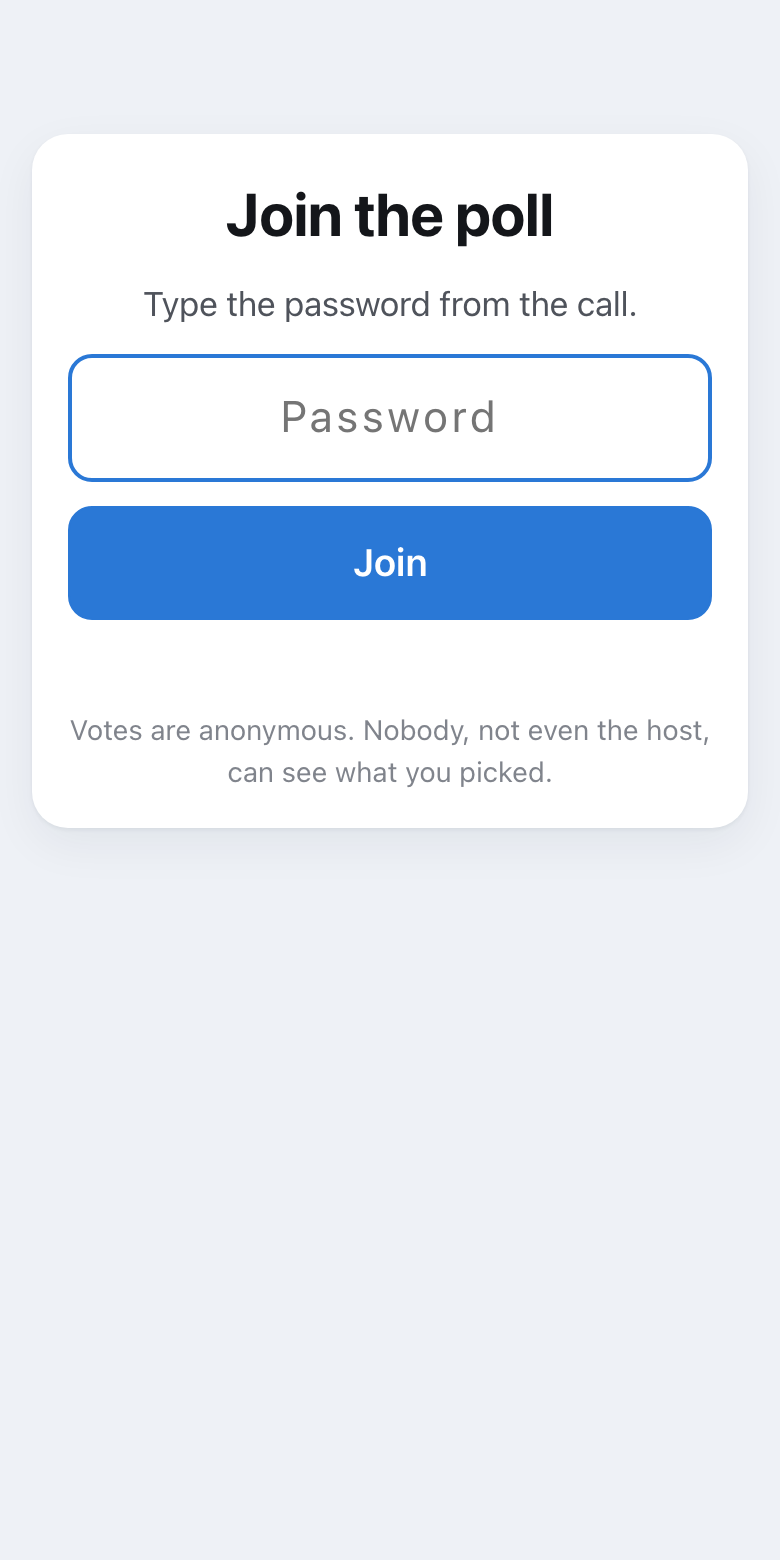 Join the poll
Type the password from the call.
Password
Join
Votes are anonymous. Nobody, not even the host,
can see what you picked.